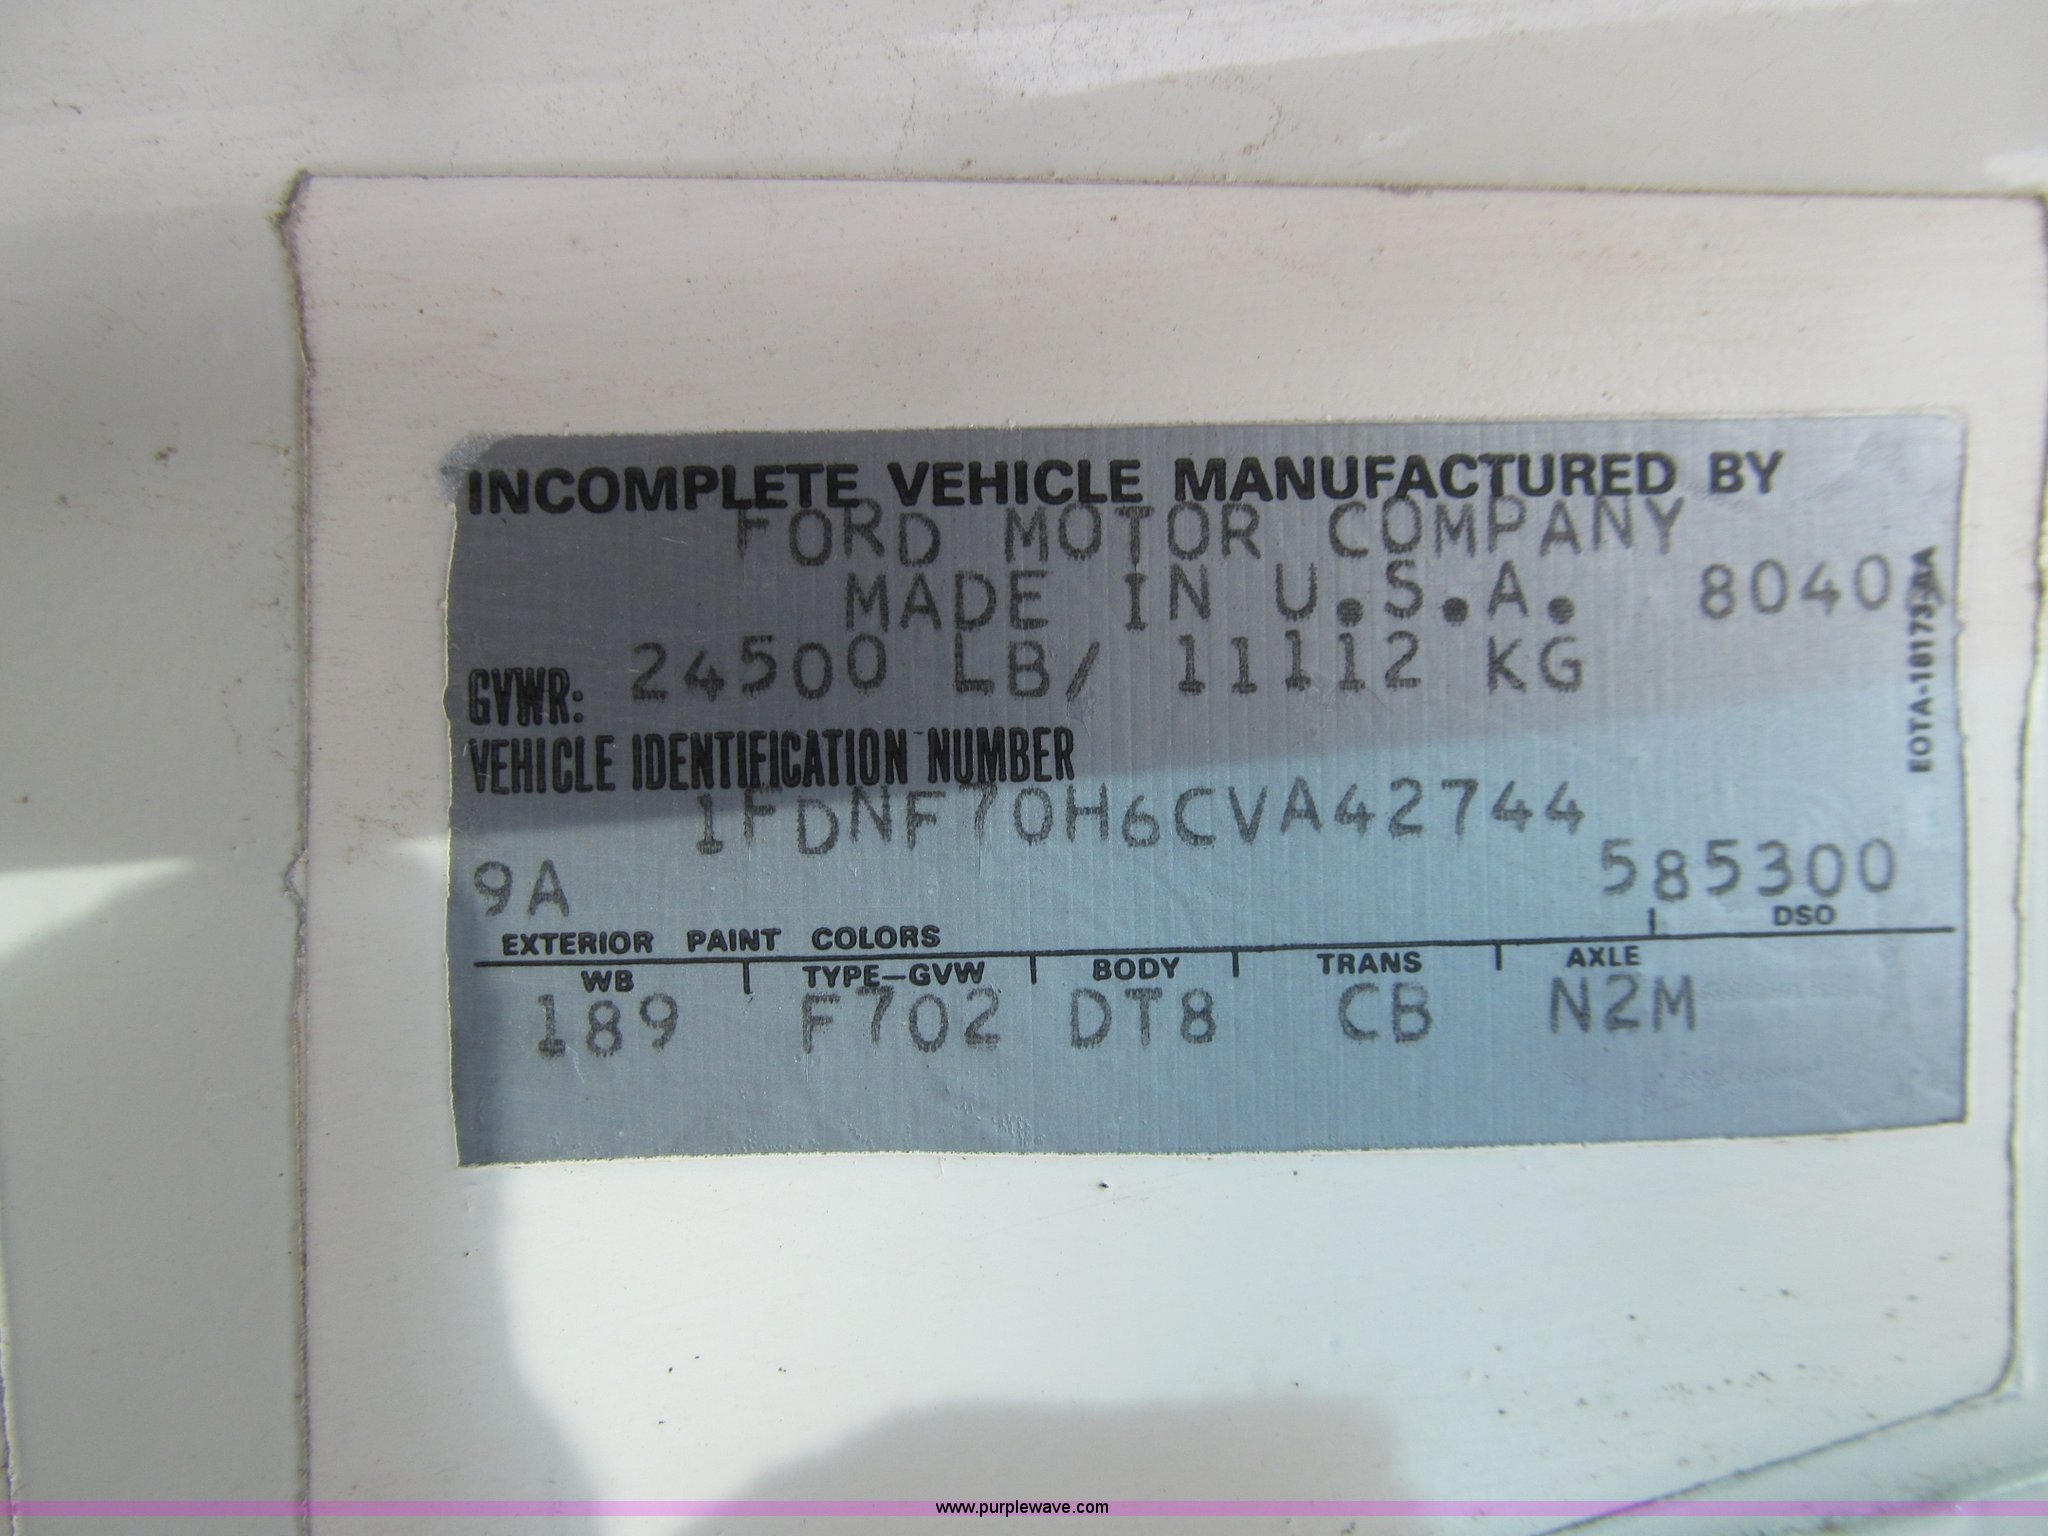 INCOMPLETE VEHICLE MANUFACTURED BY
FORD MOTOR COMPANY
MADE IN U.S.A. 8040
GVWR: 24500 LB/ 11112 KG
VEHICLE IDENTIFICATION NUMBER
1FDNF70H6CVA42744
9A 585300
EXTERIOR PAINT COLORS DSO
WB TYPE-GVW BODY TRANS AXLE
189 F702 DT8 CB N2M
www.purplewave.com